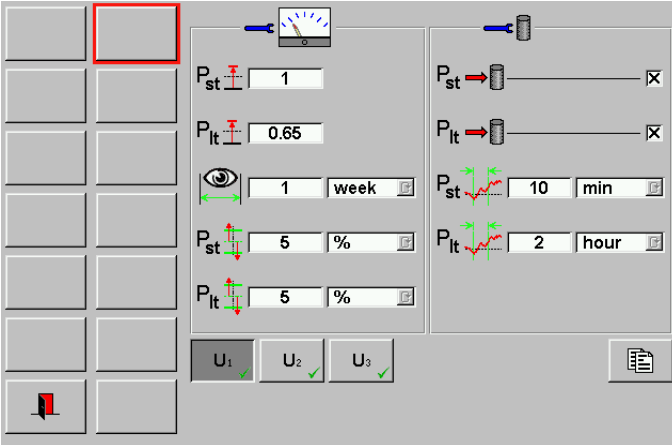 Pst 1
Plt 0.65
1 week
Pst 5 %
Plt 5 %
Pst
Plt
Pst 10 min
Plt 2 hour
U1 U2 U3